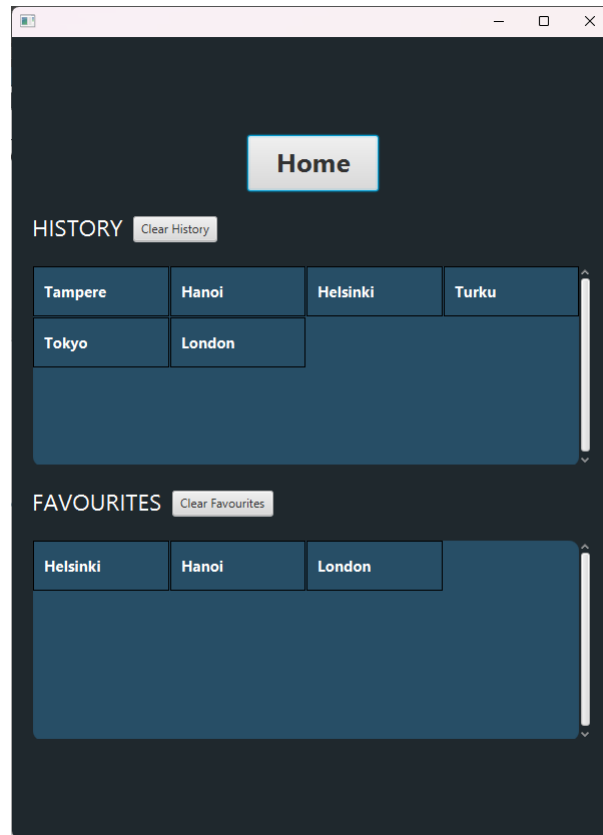 Home
HISTORY Clear History
Tampere Hanoi Helsinki Turku
Tokyo London
FAVOURITES Clear Favourites
Helsinki Hanoi London